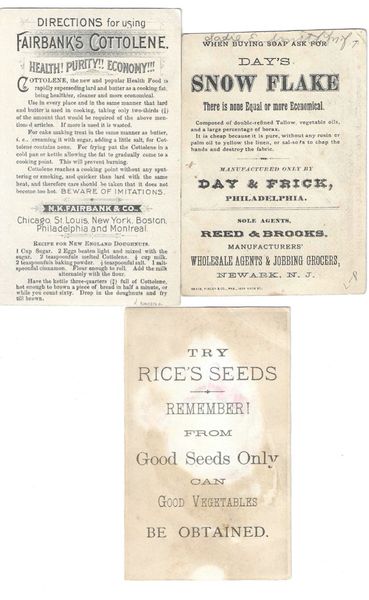 DIRECTIONS for using
FAIRBANK'S COTTOLENE.
HEALTH! PURITY!! ECONOMY!!!
COTTOLENE, the new and popular Health Food is
rapidly superseding lard and butter as a cooking fat,
being healthier, cleaner and more economical.
Use in every place and in the same manner that lard
and butter is used in cooking, taking only two-thirds (⅔)
of the amount that would be required of the above men-
tioned articles. If more is used it is wasted.
For cake making treat in the same manner as butter,
i. e., creaming it with sugar, adding a little salt, for Cot-
tolene contains none. For frying put the Cottolene in a
cold pan or kettle allowing the fat to gradually come to a
cooking point. This will prevent burning.
Cottolene reaches a cooking point without any sput-
tering or smoking, and quicker than lard with the same
heat, and therefore care should be taken that it does not
become too hot. BEWARE OF IMITATIONS.
N.K. FAIRBANK & CO.
Chicago, St. Louis, New York, Boston,
Philadelphia and Montreal.
RECIPE FOR NEW ENGLAND DOUGHNUTS.
1 Cup Sugar. 2 Eggs beaten light and mixed with the
sugar. 2 teaspoonfuls melted Cottolene. ⅔ cup milk.
2 teaspoonfuls baking powder. ½ teaspoonful salt. 1 salt-
spoonful cinnamon. Flour enough to roll. Add the milk
alternately with the flour.
Have the kettle three-quarters (¾) full of Cottolene,
hot enough to brown a piece of bread in half a minute, or
while you count sixty. Drop in the doughnuts and fry
till brown.
WHEN BUYING SOAP ASK FOR
DAY'S
SNOW FLAKE
There is none Equal or more Economical.
Composed of double-refined Tallow, vegetable oils,
and a large percentage of borax.
It is cheap because it is pure, without any rosin or
palm oil to yellow the linen, or sal-soda to chap the
hands and destroy the fabric.
MANUFACTURED ONLY BY
DAY & FRICK,
PHILADELPHIA.
SOLE AGENTS,
REED & BROOKS,
MANUFACTURERS'
WHOLESALE AGENTS & JOBBING GROCERS,
NEWARK, N. J.
TRY
RICE'S SEEDS
REMEMBER!
FROM
Good Seeds Only
CAN
GOOD VEGETABLES
BE OBTAINED.